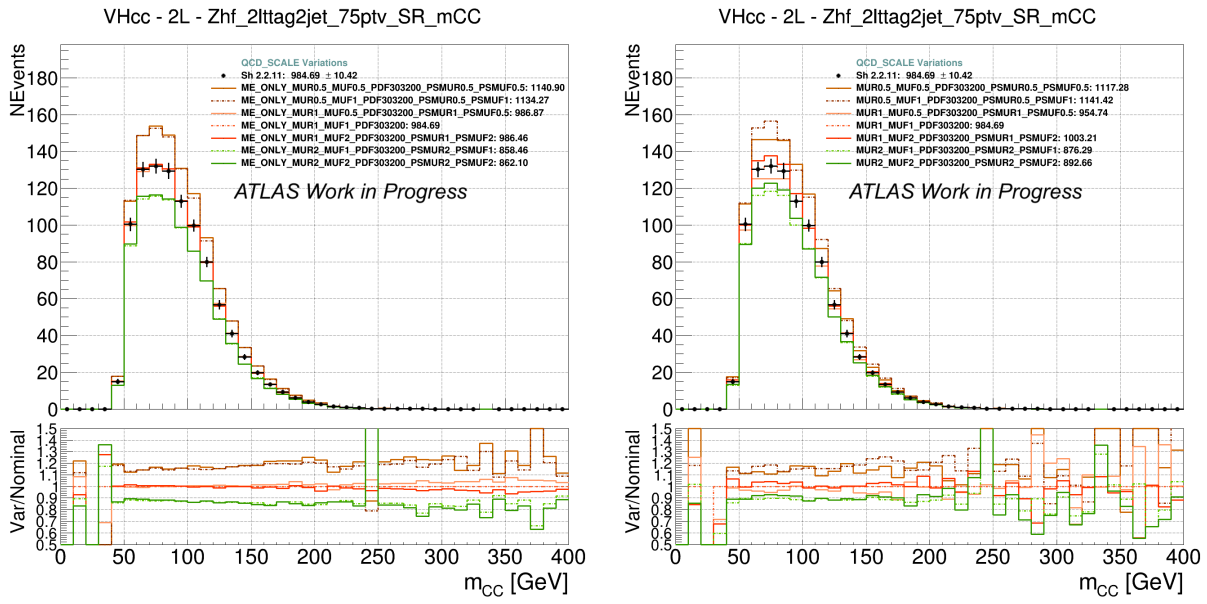 VHcc - 2L - Zhf_2lttag2jet_75ptv_SR_mCC
NEvents
180
160
140
120
100
80
60
40
20
0
QCD_SCALE Variations
Sh 2.2.11: 984.69 ± 10.42
ME_ONLY_MUR0.5_MUF0.5_PDF303200_PSMUR0.5_PSMUF0.5: 1140.90
ME_ONLY_MUR0.5_MUF1_PDF303200_PSMUR0.5_PSMUF1: 1134.27
ME_ONLY_MUR1_MUF0.5_PDF303200_PSMUR1_PSMUF0.5: 986.87
ME_ONLY_MUR1_MUF1_PDF303200: 984.69
ME_ONLY_MUR1_MUF2_PDF303200_PSMUR1_PSMUF2: 986.46
ME_ONLY_MUR2_MUF1_PDF303200_PSMUR2_PSMUF1: 858.46
ME_ONLY_MUR2_MUF2_PDF303200_PSMUR2_PSMUF2: 862.10
ATLAS Work in Progress
Var/Nominal
1.5
1.4
1.3
1.2
1.1
1
0.9
0.8
0.7
0.6
0.5
0 50 100 150 200 250 300 350 400
mCC [GeV]
VHcc - 2L - Zhf_2lttag2jet_75ptv_SR_mCC
NEvents
180
160
140
120
100
80
60
40
20
0
QCD_SCALE Variations
Sh 2.2.11: 984.69 ± 10.42
MUR0.5_MUF0.5_PDF303200_PSMUR0.5_PSMUF0.5: 1117.28
MUR0.5_MUF1_PDF303200_PSMUR0.5_PSMUF1: 1141.42
MUR1_MUF0.5_PDF303200_PSMUR1_PSMUF0.5: 954.74
MUR1_MUF1_PDF303200: 984.69
MUR1_MUF2_PDF303200_PSMUR1_PSMUF2: 1003.21
MUR2_MUF1_PDF303200_PSMUR2_PSMUF1: 876.29
MUR2_MUF2_PDF303200_PSMUR2_PSMUF2: 892.66
ATLAS Work in Progress
Var/Nominal
1.5
1.4
1.3
1.2
1.1
1
0.9
0.8
0.7
0.6
0.5
0 50 100 150 200 250 300 350 400
mCC [GeV]